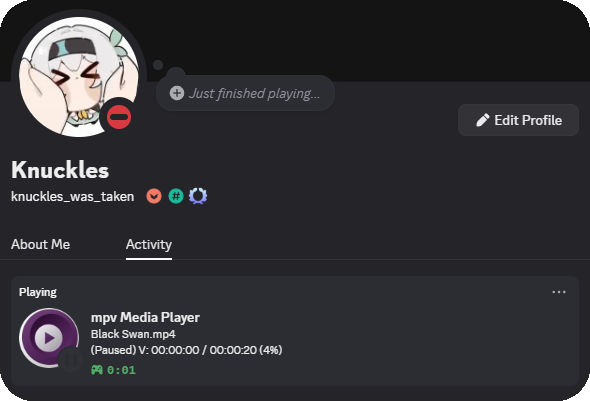 Just finished playing...
Edit Profile
Knuckles
knuckles_was_taken
About Me
Activity
Playing
mpv Media Player
Black Swan.mp4
(Paused) V: 00:00:00 / 00:00:20 (4%)
0:01